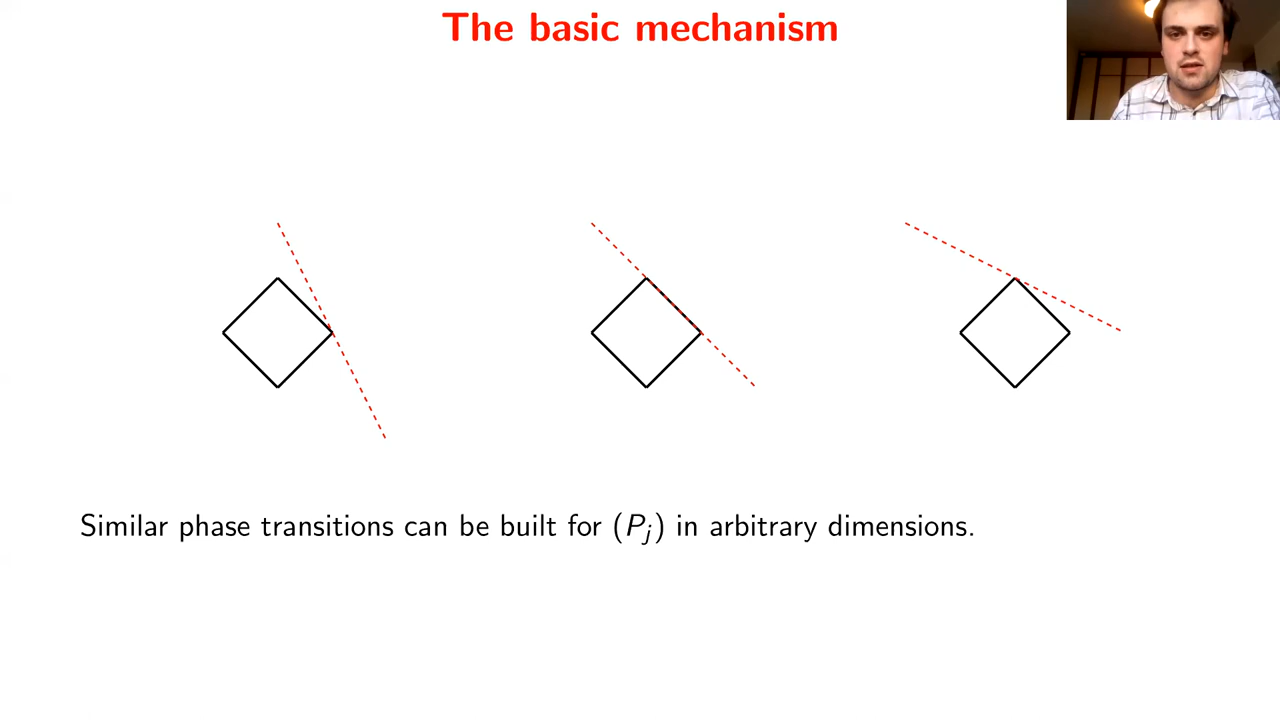 The basic mechanism
Similar phase transitions can be built for (P_j) in arbitrary dimensions.